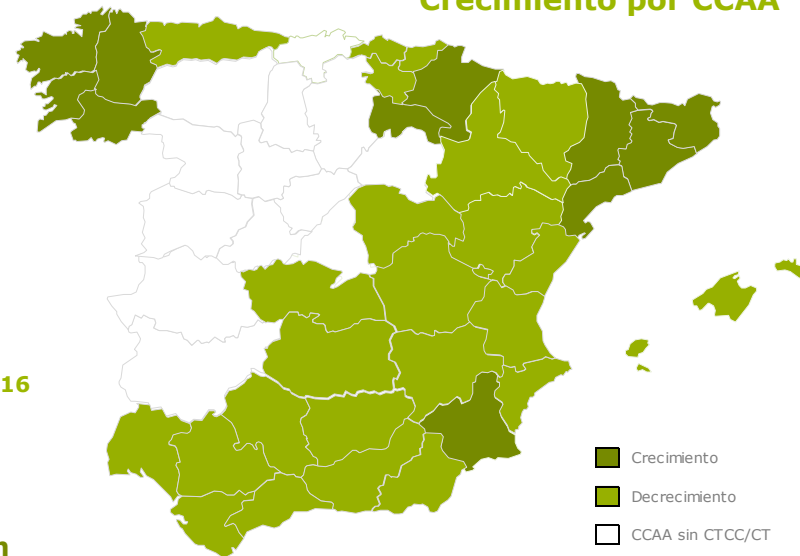 Crecimiento por CCAA
16
Crecimiento
Decrecimiento
CCAA sin CTCC/CT